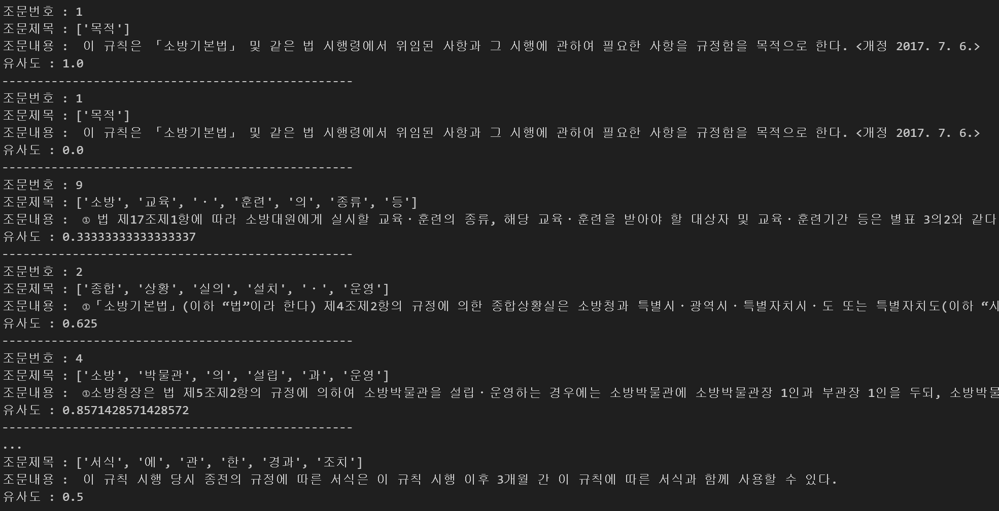 조문번호 : 1
조문제목 : ['목적']
조문내용 :  이 규칙은 「소방기본법」 및 같은 법 시행령에서 위임된 사항과 그 시행에 관하여 필요한 사항을 규정함을 목적으로 한다. <개정 2017. 7. 6.>
유사도 : 1.0
--------------------------------------------------
조문번호 : 1
조문제목 : ['목적']
조문내용 :  이 규칙은 「소방기본법」 및 같은 법 시행령에서 위임된 사항과 그 시행에 관하여 필요한 사항을 규정함을 목적으로 한다. <개정 2017. 7. 6.>
유사도 : 0.0
--------------------------------------------------
조문번호 : 9
조문제목 : ['소방', '교육', '·', '훈련', '의', '종류', '등']
조문내용 :  ① 법 제17조제1항에 따라 소방대원에게 실시할 교육·훈련의 종류, 해당 교육·훈련을 받아야 할 대상자 및 교육·훈련기간 등은 별표 3의2와 같다
유사도 : 0.33333333333333337
--------------------------------------------------
조문번호 : 2
조문제목 : ['종합', '상황', '실의', '설치', '·', '운영']
조문내용 :  ①「소방기본법」(이하 “법”이라 한다) 제4조제2항의 규정에 의한 종합상황실은 소방청과 특별시·광역시·특별자치시·도 또는 특별자치도(이하 “시
유사도 : 0.625
--------------------------------------------------
조문번호 : 4
조문제목 : ['소방', '박물관', '의', '설립', '과', '운영']
조문내용 :  ①소방청장은 법 제5조제2항의 규정에 의하여 소방박물관을 설립·운영하는 경우에는 소방박물관에 소방박물관장 1인과 부관장 1인을 두되, 소방박물
유사도 : 0.8571428571428572
--------------------------------------------------
...
조문제목 : ['서식', '에', '관', '한', '경과', '조치']
조문내용 :  이 규칙 시행 당시 종전의 규정에 따른 서식은 이 규칙 시행 이후 3개월 간 이 규칙에 따른 서식과 함께 사용할 수 있다.
유사도 : 0.5